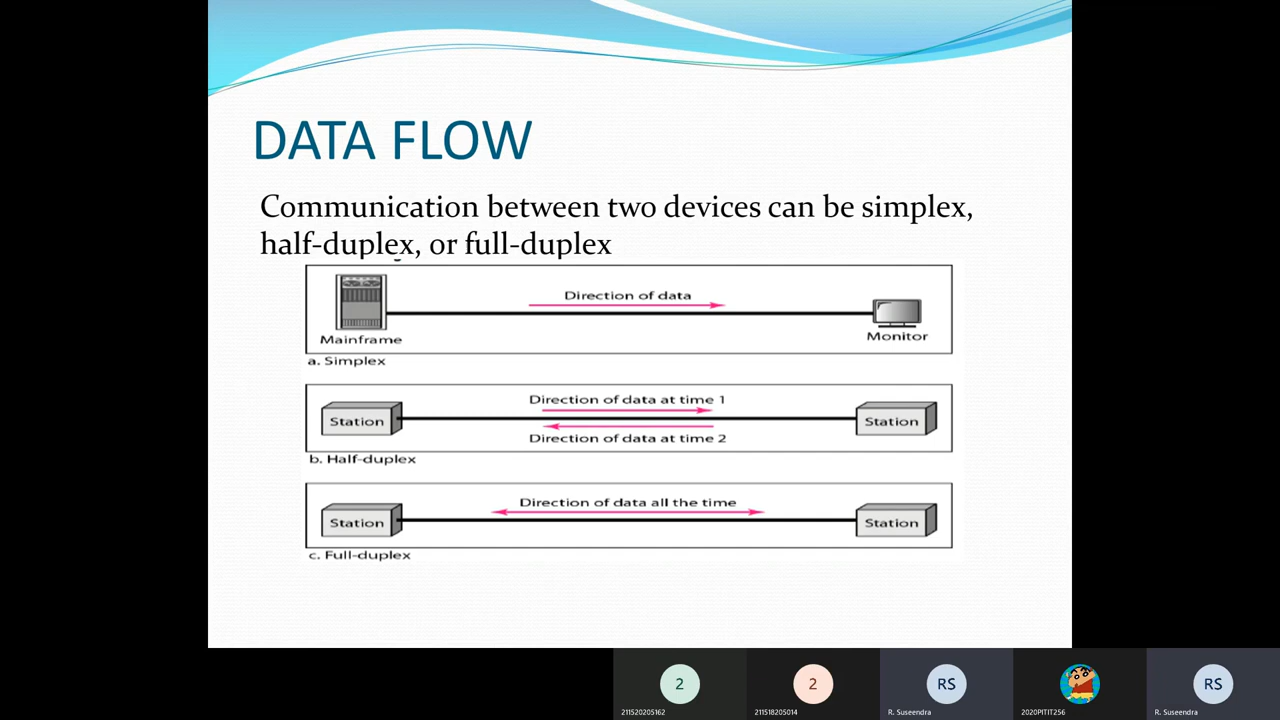 DATA FLOW
Communication between two devices can be simplex,
half-duplex, or full-duplex
Direction of data
Mainframe
Monitor
a. Simplex
Direction of data at time 1
Station
Station
Direction of data at time 2
b. Half-duplex
Direction of data all the time
Station
Station
c. Full-duplex
2
2
RS
RS
211520205162
211518205014
R. Suseendra
2020PITIT256
R. Suseendra